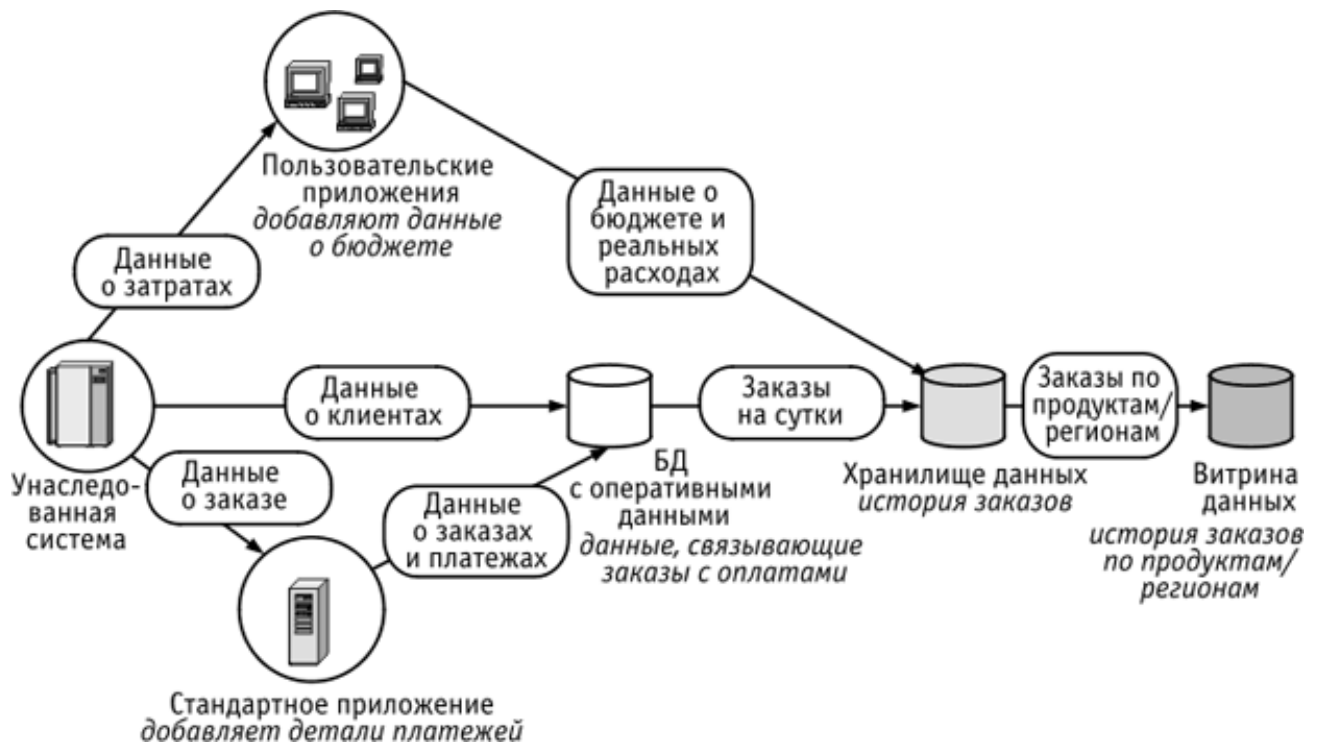 Пользовательские
приложения
добавляют данные
о бюджете
Данные о
бюджете и
реальных
расходах
Данные
о затратах
Унаследо-
ванная
система
Данные
о клиентах
Данные
о заказе
Данные
о заказах
и платежах
Стандартное приложение
добавляет детали платежей
БД
с оперативными
данными
данные, связывающие
заказы с оплатами
Заказы
на сутки
Хранилище данных
история заказов
Заказы по
продуктам/
регионам
Витрина
данных
история заказов
по продуктам/
регионам